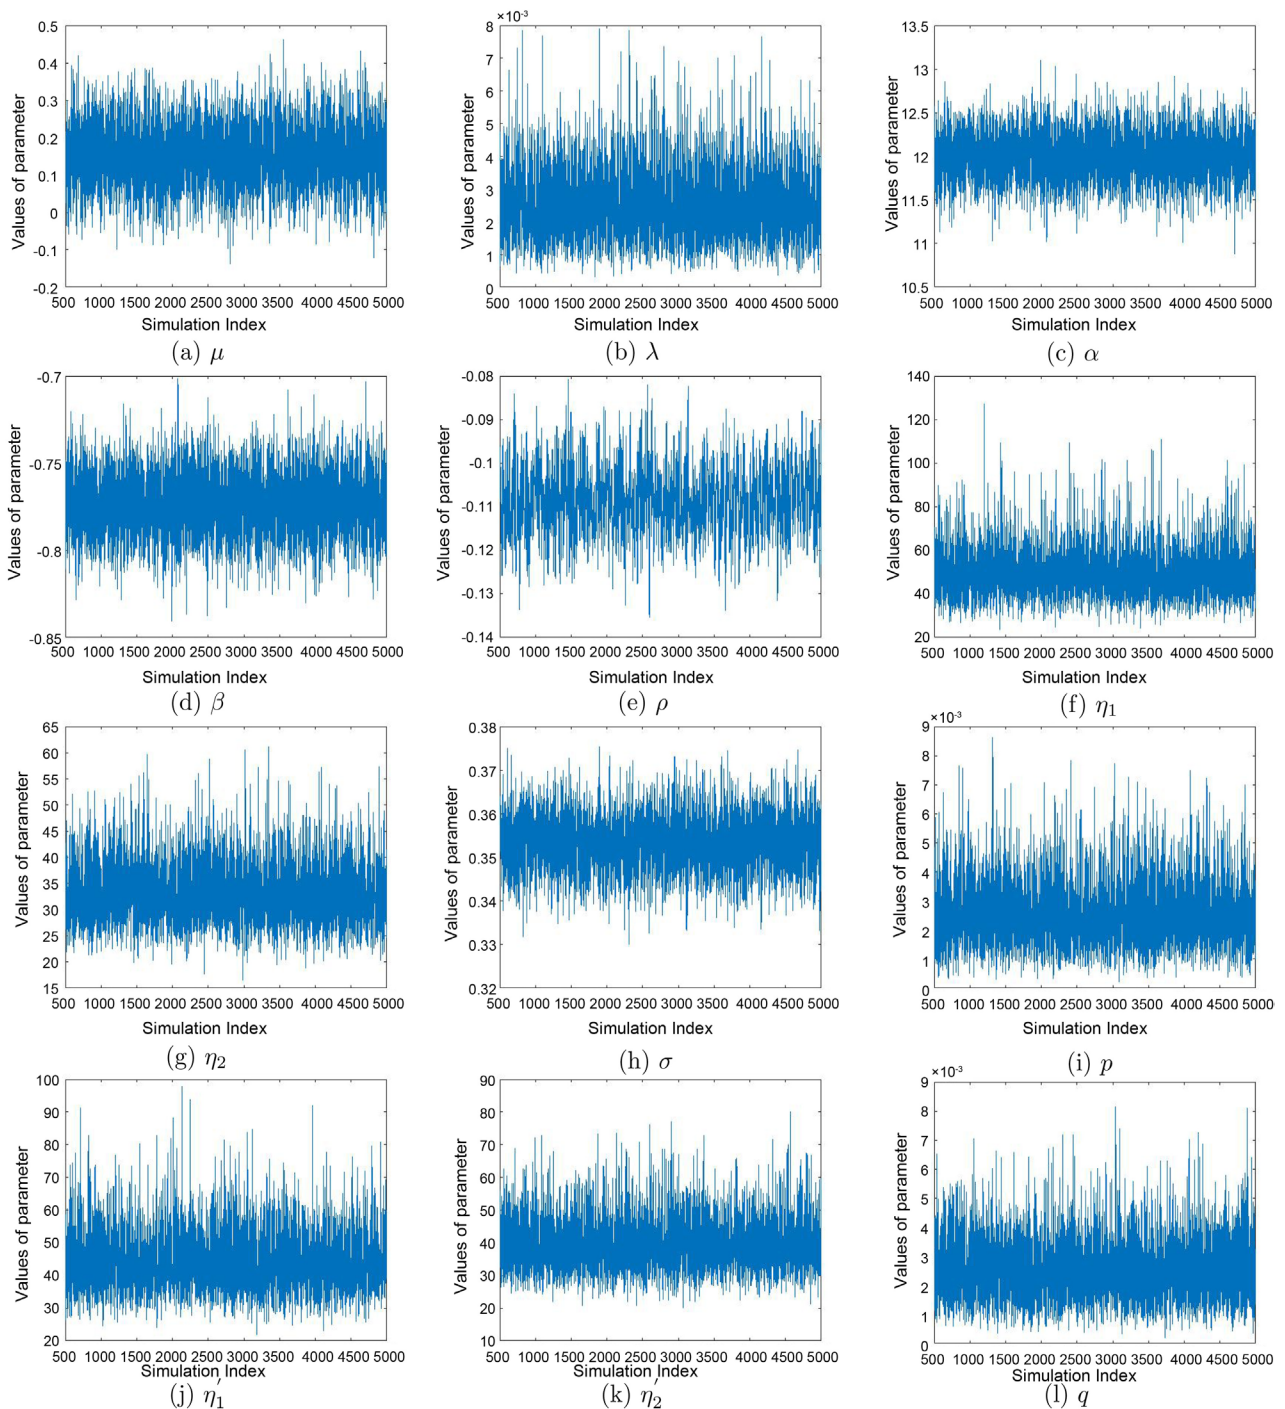 0.5
0.4
0.3
0.2
0.1
0
-0.1
-0.2
Values of parameter
500 1000 1500 2000 2500 3000 3500 4000 4500 5000
Simulation Index
(a) μ
×10⁻³
8
7
6
5
4
3
2
1
0
Values of parameter
500 1000 1500 2000 2500 3000 3500 4000 4500 5000
Simulation Index
(b) λ
13.5
13
12.5
12
11.5
11
10.5
Values of parameter
500 1000 1500 2000 2500 3000 3500 4000 4500 5000
Simulation Index
(c) α
-0.7
-0.75
-0.8
-0.85
Values of parameter
500 1000 1500 2000 2500 3000 3500 4000 4500 5000
Simulation Index
(d) β
-0.08
-0.09
-0.1
-0.11
-0.12
-0.13
-0.14
Values of parameter
500 1000 1500 2000 2500 3000 3500 4000 4500 5000
Simulation Index
(e) ρ
140
120
100
80
60
40
20
Values of parameter
500 1000 1500 2000 2500 3000 3500 4000 4500 5000
Simulation Index
(f) η₁
65
60
55
50
45
40
35
30
25
20
15
Values of parameter
500 1000 1500 2000 2500 3000 3500 4000 4500 5000
Simulation Index
(g) η₂
0.38
0.37
0.36
0.35
0.34
0.33
0.32
Values of parameter
500 1000 1500 2000 2500 3000 3500 4000 4500 5000
Simulation Index
(h) σ
×10⁻³
9
8
7
6
5
4
3
2
1
0
Values of parameter
500 1000 1500 2000 2500 3000 3500 4000 4500 5000
Simulation Index
(i) p
100
90
80
70
60
50
40
30
20
Values of parameter
500 1000 1500 2000 2500 3000 3500 4000 4500 5000
Simulation Index
(j) η₁′
90
80
70
60
50
40
30
20
10
Values of parameter
500 1000 1500 2000 2500 3000 3500 4000 4500 5000
Simulation Index
(k) η₂′
×10⁻³
9
8
7
6
5
4
3
2
1
0
Values of parameter
500 1000 1500 2000 2500 3000 3500 4000 4500 5000
Simulation Index
(l) q